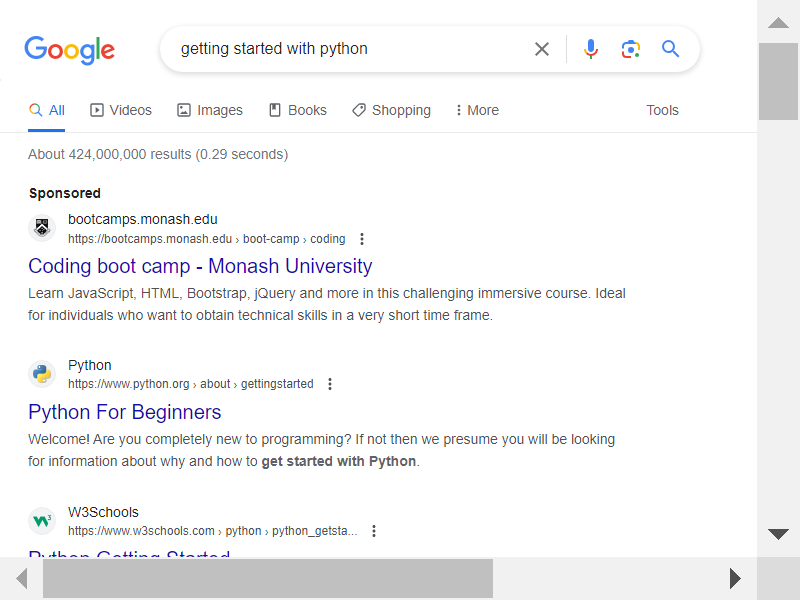 Google
getting started with python
All Videos Images Books Shopping More Tools
About 424,000,000 results (0.29 seconds)
Sponsored
bootcamps.monash.edu
https://bootcamps.monash.edu › boot-camp › coding
Coding boot camp - Monash University
Learn JavaScript, HTML, Bootstrap, jQuery and more in this challenging immersive course. Ideal
for individuals who want to obtain technical skills in a very short time frame.
Python
https://www.python.org › about › gettingstarted
Python For Beginners
Welcome! Are you completely new to programming? If not then we presume you will be looking
for information about why and how to get started with Python.
W3Schools
https://www.w3schools.com › python › python_getsta...
Python Getting Started